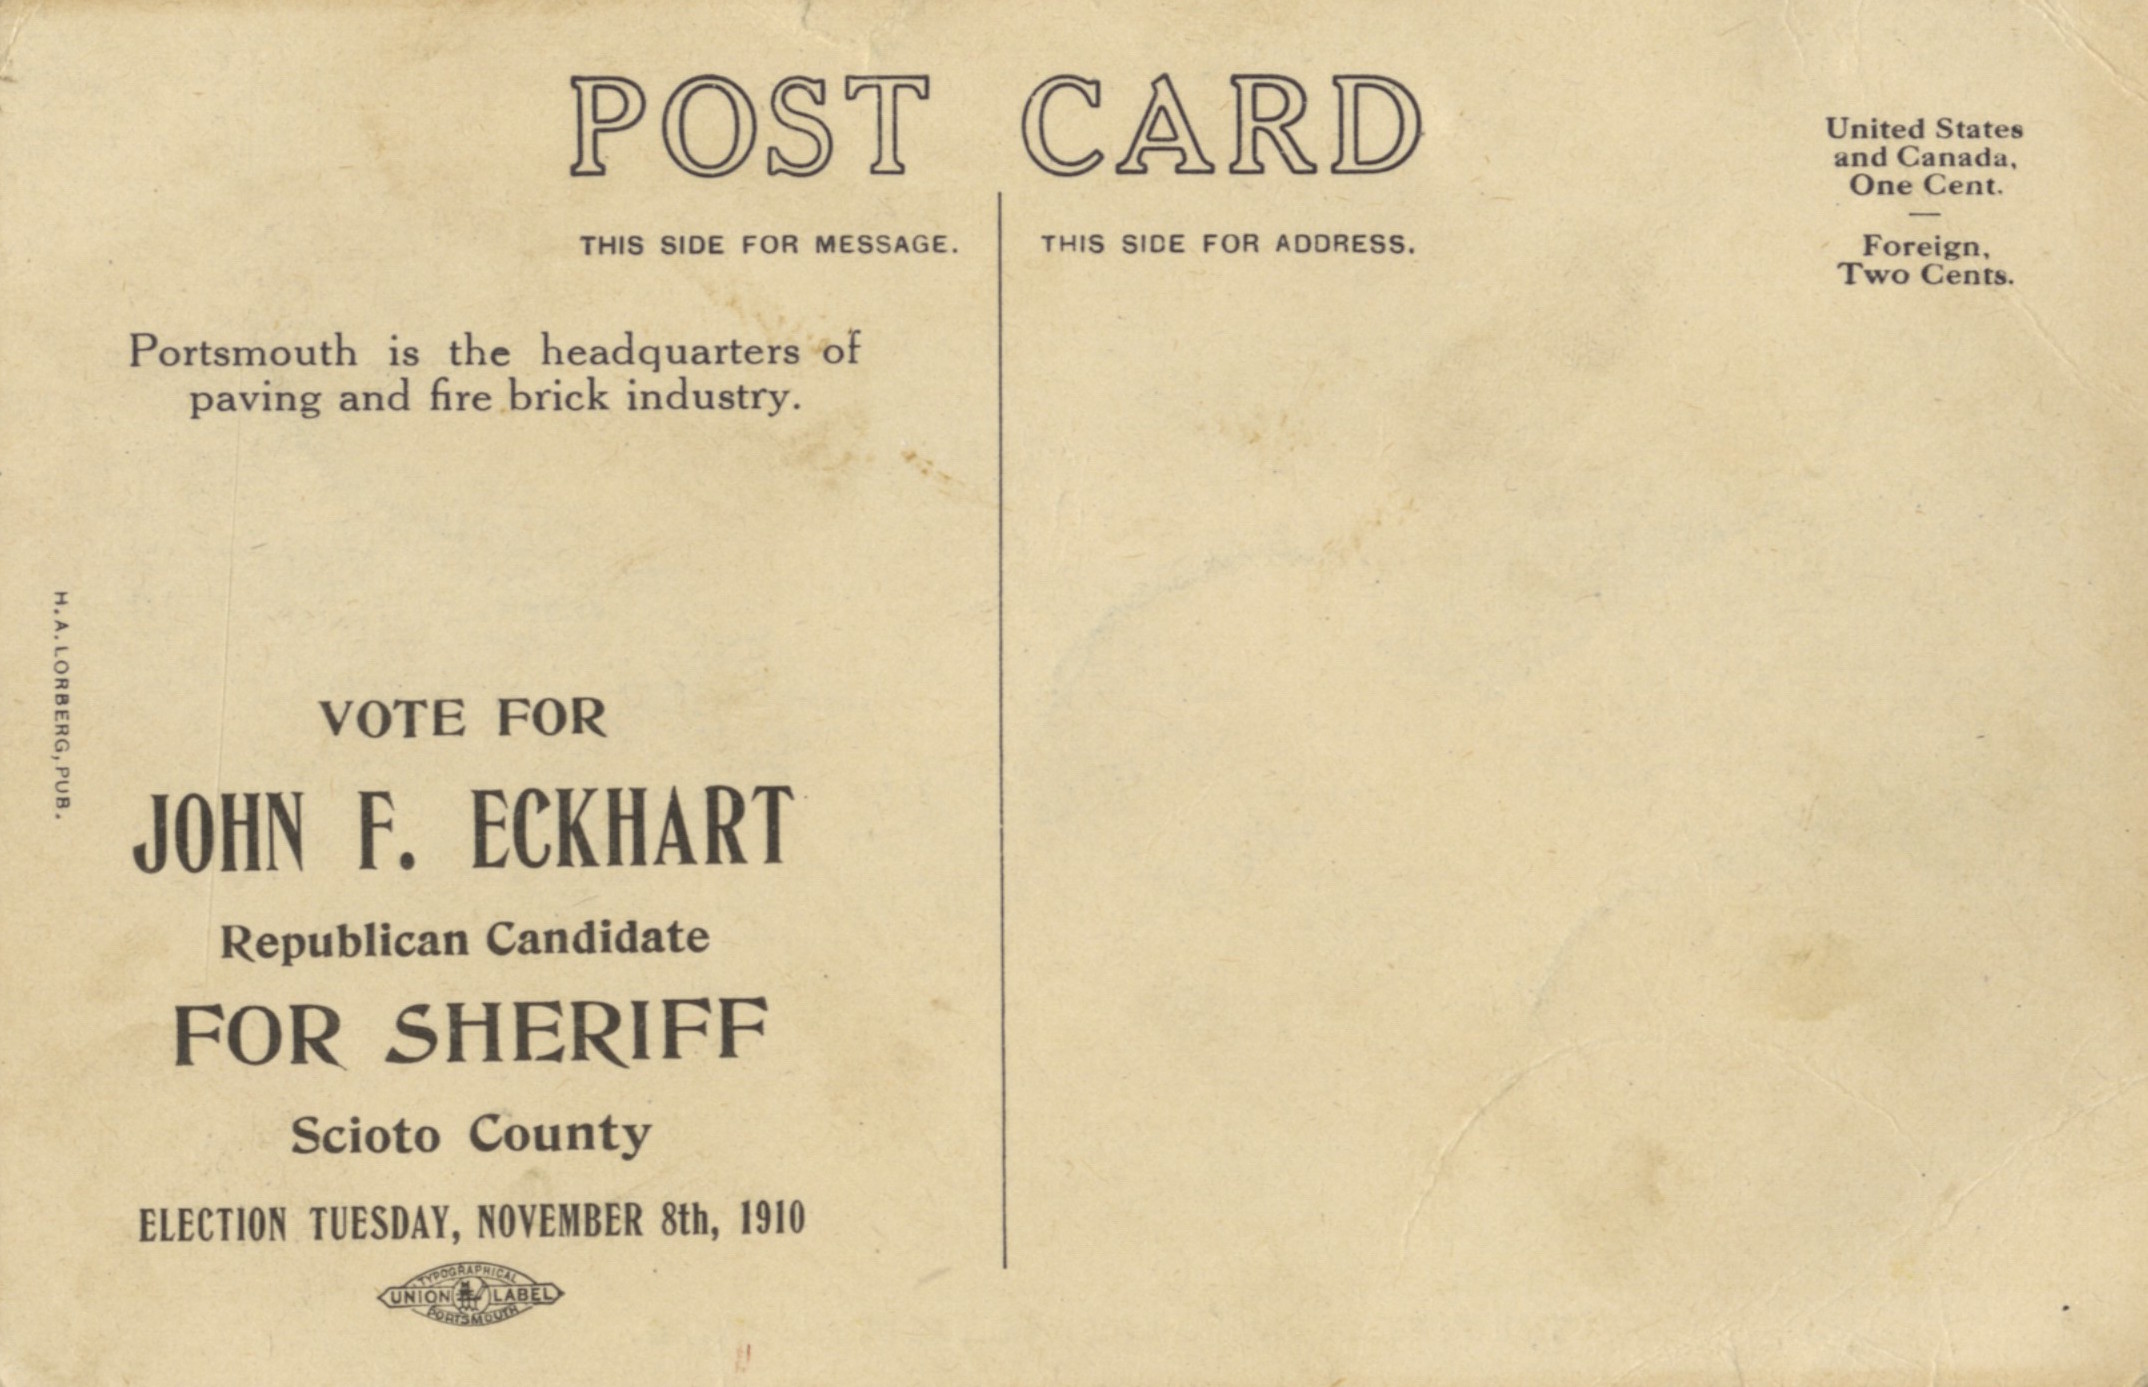 POST CARD
THIS SIDE FOR MESSAGE.
THIS SIDE FOR ADDRESS.
United States
and Canada,
One Cent.
Foreign,
Two Cents.
Portsmouth is the headquarters of
paving and fire brick industry.
H. A. LORBERG, PUB.
VOTE FOR
JOHN F. ECKHART
Republican Candidate
FOR SHERIFF
Scioto County
ELECTION TUESDAY, NOVEMBER 8th, 1910
TYPOGRAPHICAL
UNION LABEL
PORTSMOUTH